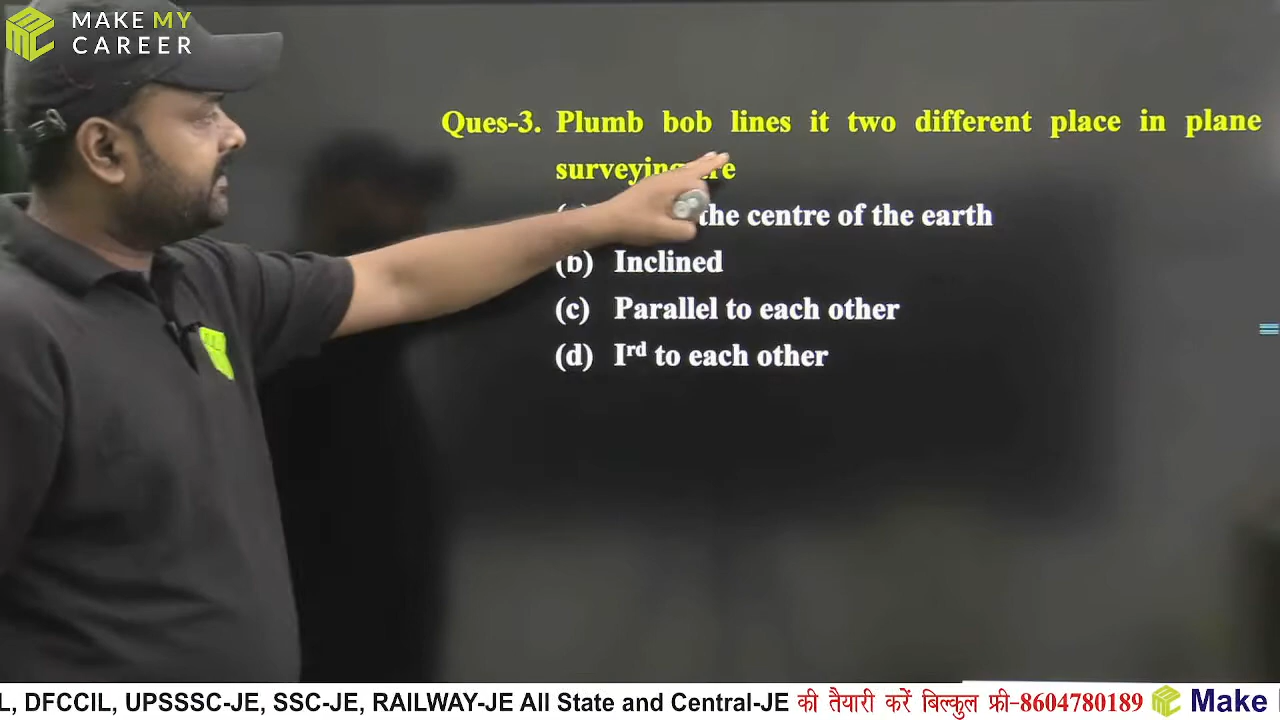 MAKE MY
CAREER
Ques-3. Plumb bob lines it two different place in plane
surveying are
the centre of the earth
(b) Inclined
(c) Parallel to each other
(d) Iʳᵈ to each other
L, DFCCIL, UPSSSC-JE, SSC-JE, RAILWAY-JE All State and Central-JE की तैयारी करें बिल्कुल फ्री-8604780189 Make